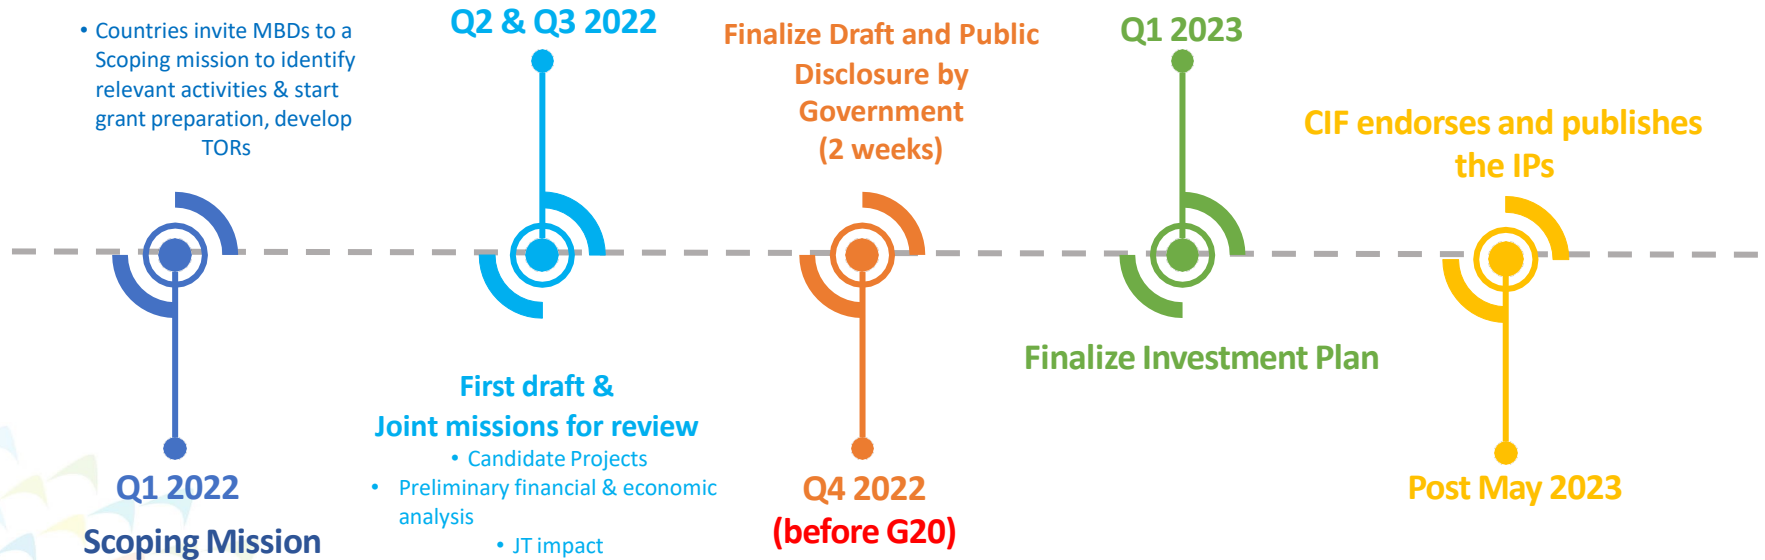 • Countries invite MBDs to a
Scoping mission to identify
relevant activities & start
grant preparation, develop
TORs
Q1 2022
Scoping Mission
Q2 & Q3 2022
First draft &
Joint missions for review
• Candidate Projects
• Preliminary financial & economic
analysis
• JT impact
Finalize Draft and Public
Disclosure by
Government
(2 weeks)
Q4 2022
(before G20)
Q1 2023
Finalize Investment Plan
CIF endorses and publishes
the IPs
Post May 2023